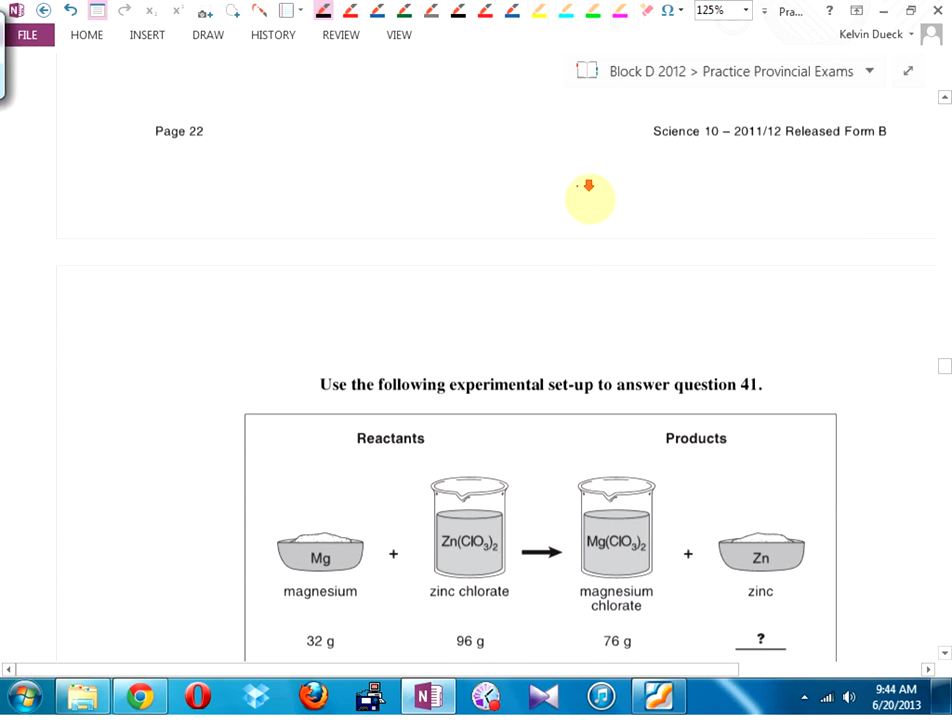 125%
Pra...
?
FILE HOME INSERT DRAW HISTORY REVIEW VIEW
Kelvin Dueck
Block D 2012 > Practice Provincial Exams
Page 22
Science 10 – 2011/12 Released Form B
Use the following experimental set-up to answer question 41.
Reactants
Products
Mg
+
Zn(ClO₃)₂
Mg(ClO₃)₂
+
Zn
magnesium
zinc chlorate
magnesium
chlorate
zinc
32 g
96 g
76 g
?
9:44 AM
6/20/2013